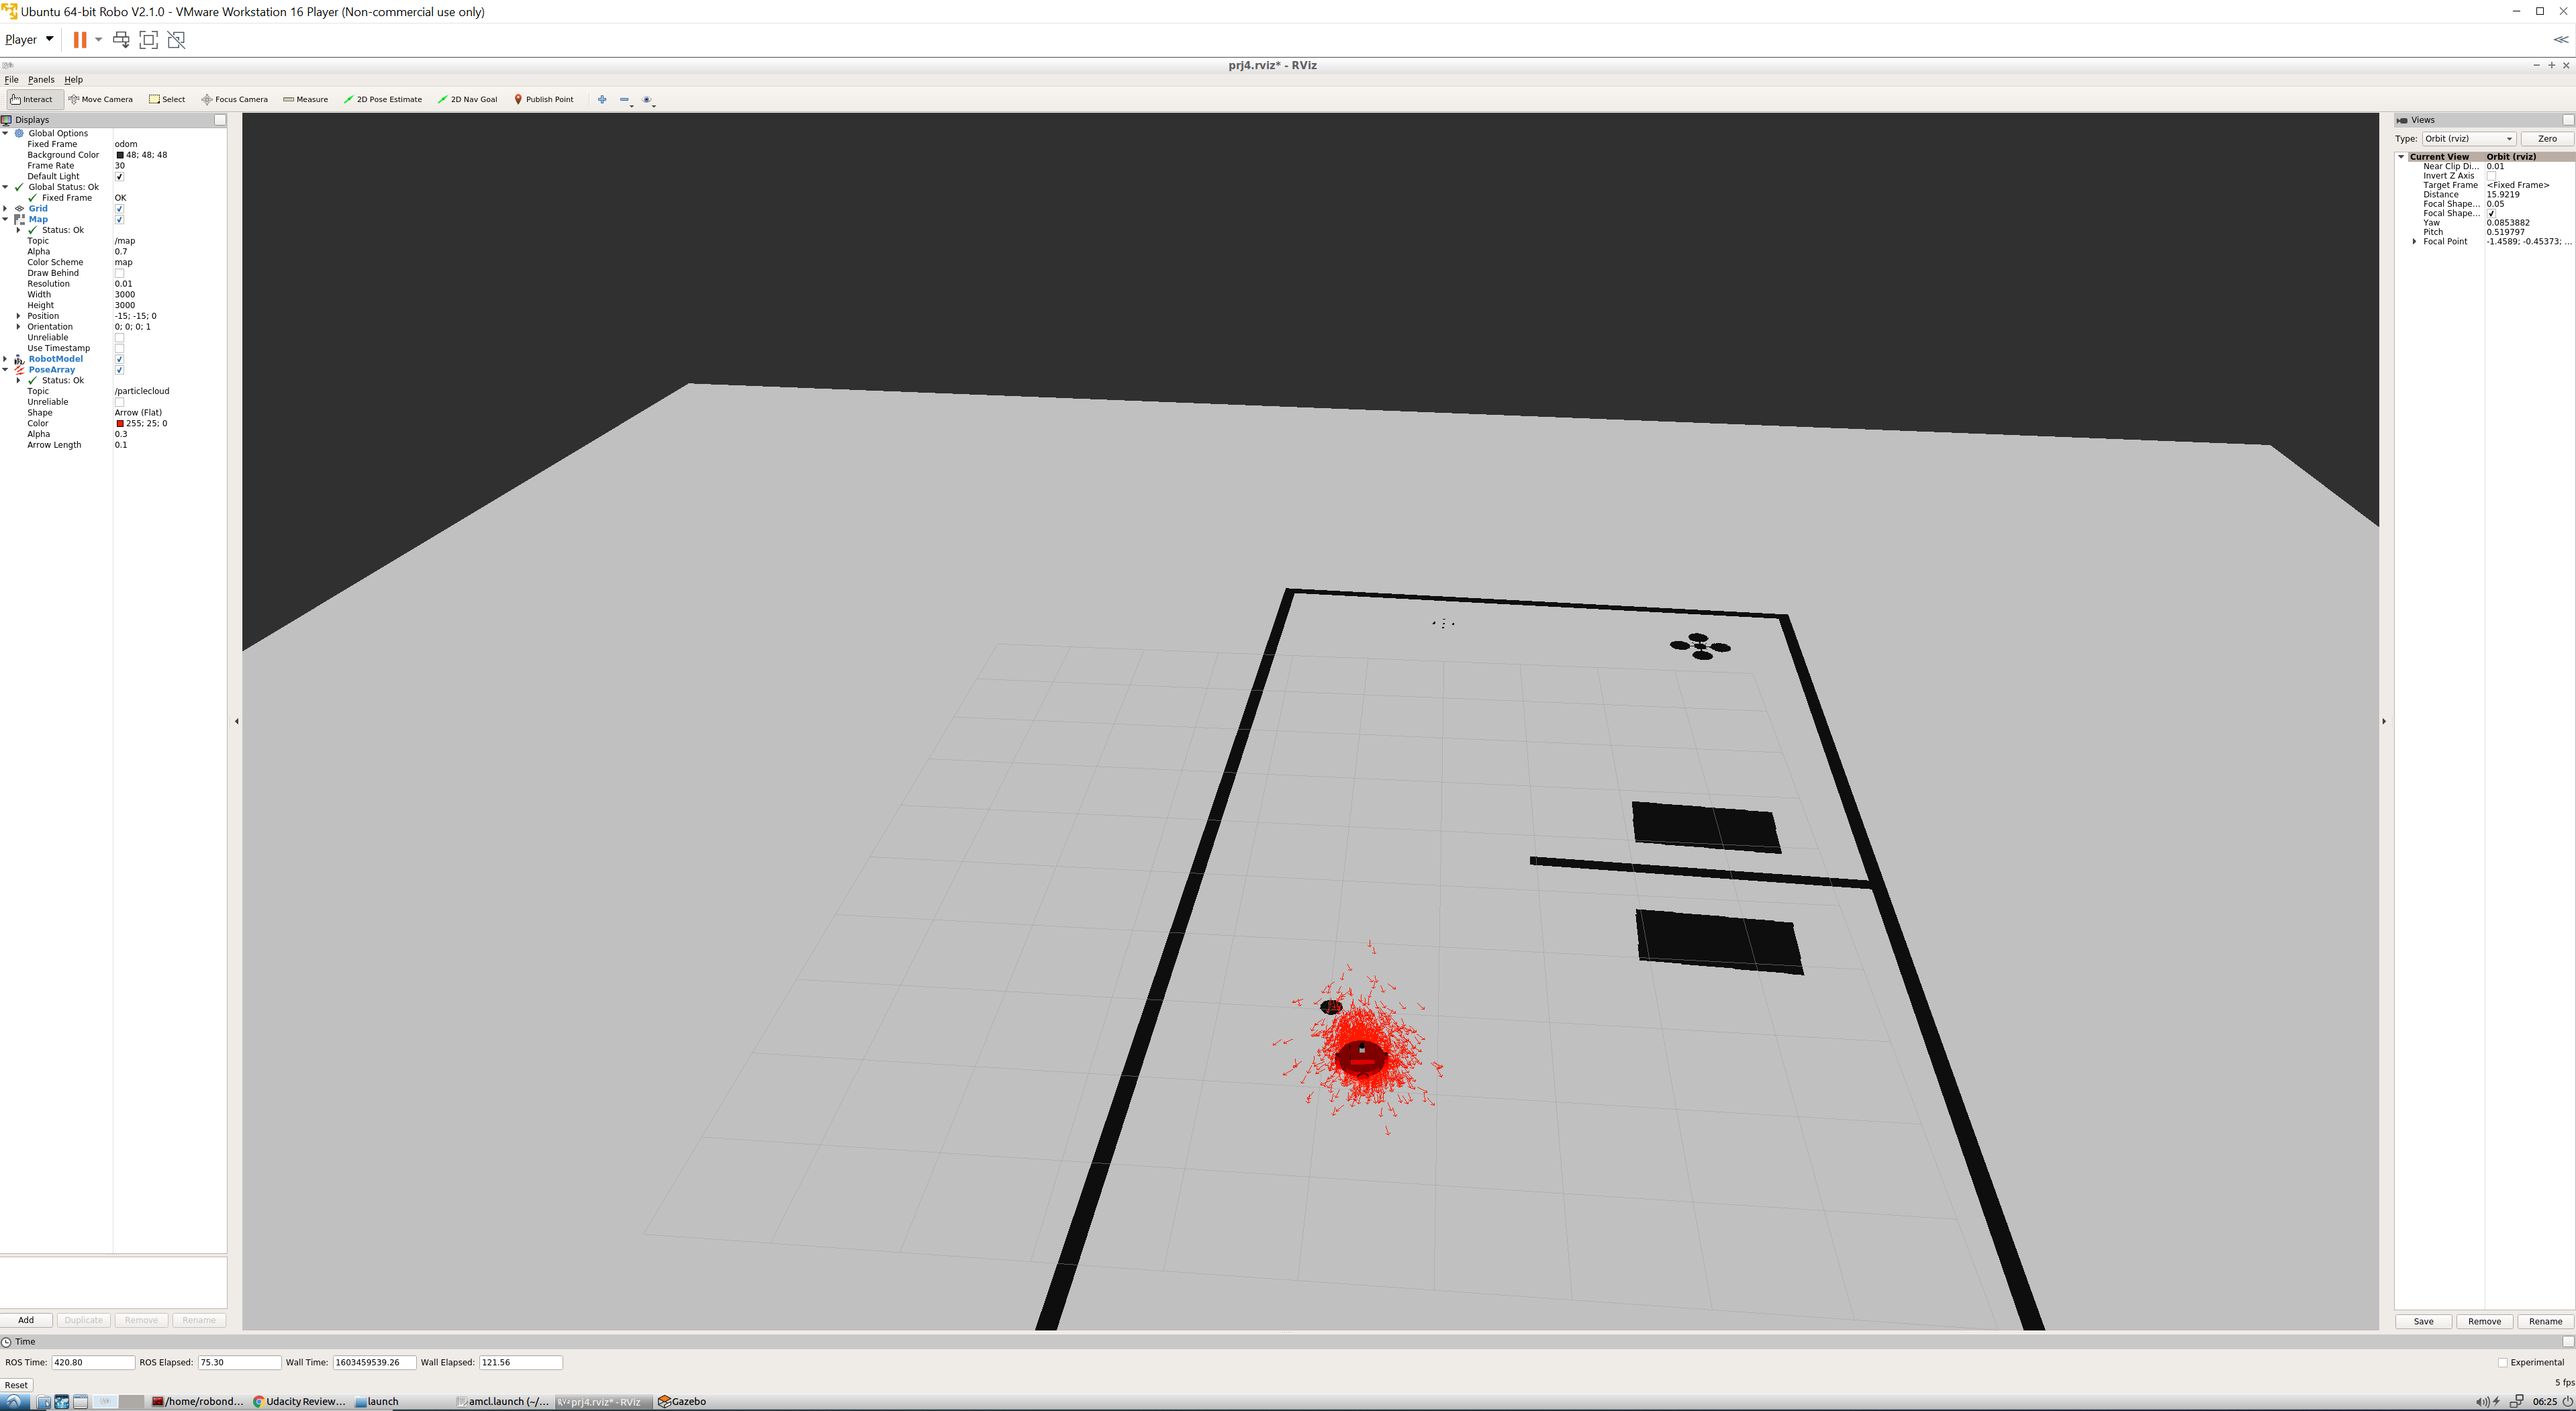 Ubuntu 64-bit Robo V2.1.0 - VMware Workstation 16 Player (Non-commercial use only)
Player
prj4.rviz* - RViz
File Panels Help
Interact Move Camera Select Focus Camera Measure 2D Pose Estimate 2D Nav Goal Publish Point
Displays
Global Options
Fixed Frame odom
Background Color 48; 48; 48
Frame Rate 30
Default Light
Global Status: Ok
Fixed Frame OK
Grid
Map
Status: Ok
Topic /map
Alpha 0.7
Color Scheme map
Draw Behind
Resolution 0.01
Width 3000
Height 3000
Position -15; -15; 0
Orientation 0; 0; 0; 1
Unreliable
Use Timestamp
RobotModel
PoseArray
Status: Ok
Topic /particlecloud
Unreliable
Shape Arrow (Flat)
Color 255; 25; 0
Alpha 0.3
Arrow Length 0.1
Add Duplicate Remove Rename
Views
Type: Orbit (rviz) Zero
Current View Orbit (rviz)
Near Clip Di... 0.01
Invert Z Axis
Target Frame <Fixed Frame>
Distance 15.9219
Focal Shape... 0.05
Focal Shape...
Yaw 0.0853882
Pitch 0.519797
Focal Point -1.4589; -0.45373; ...
Save Remove Rename
Time
ROS Time: 420.80 ROS Elapsed: 75.30 Wall Time: 1603459539.26 Wall Elapsed: 121.56 Experimental
Reset 5 fps
/home/robond... Udacity Review... launch amcl.launch (~/... prj4.rviz* - RViz Gazebo 06:25